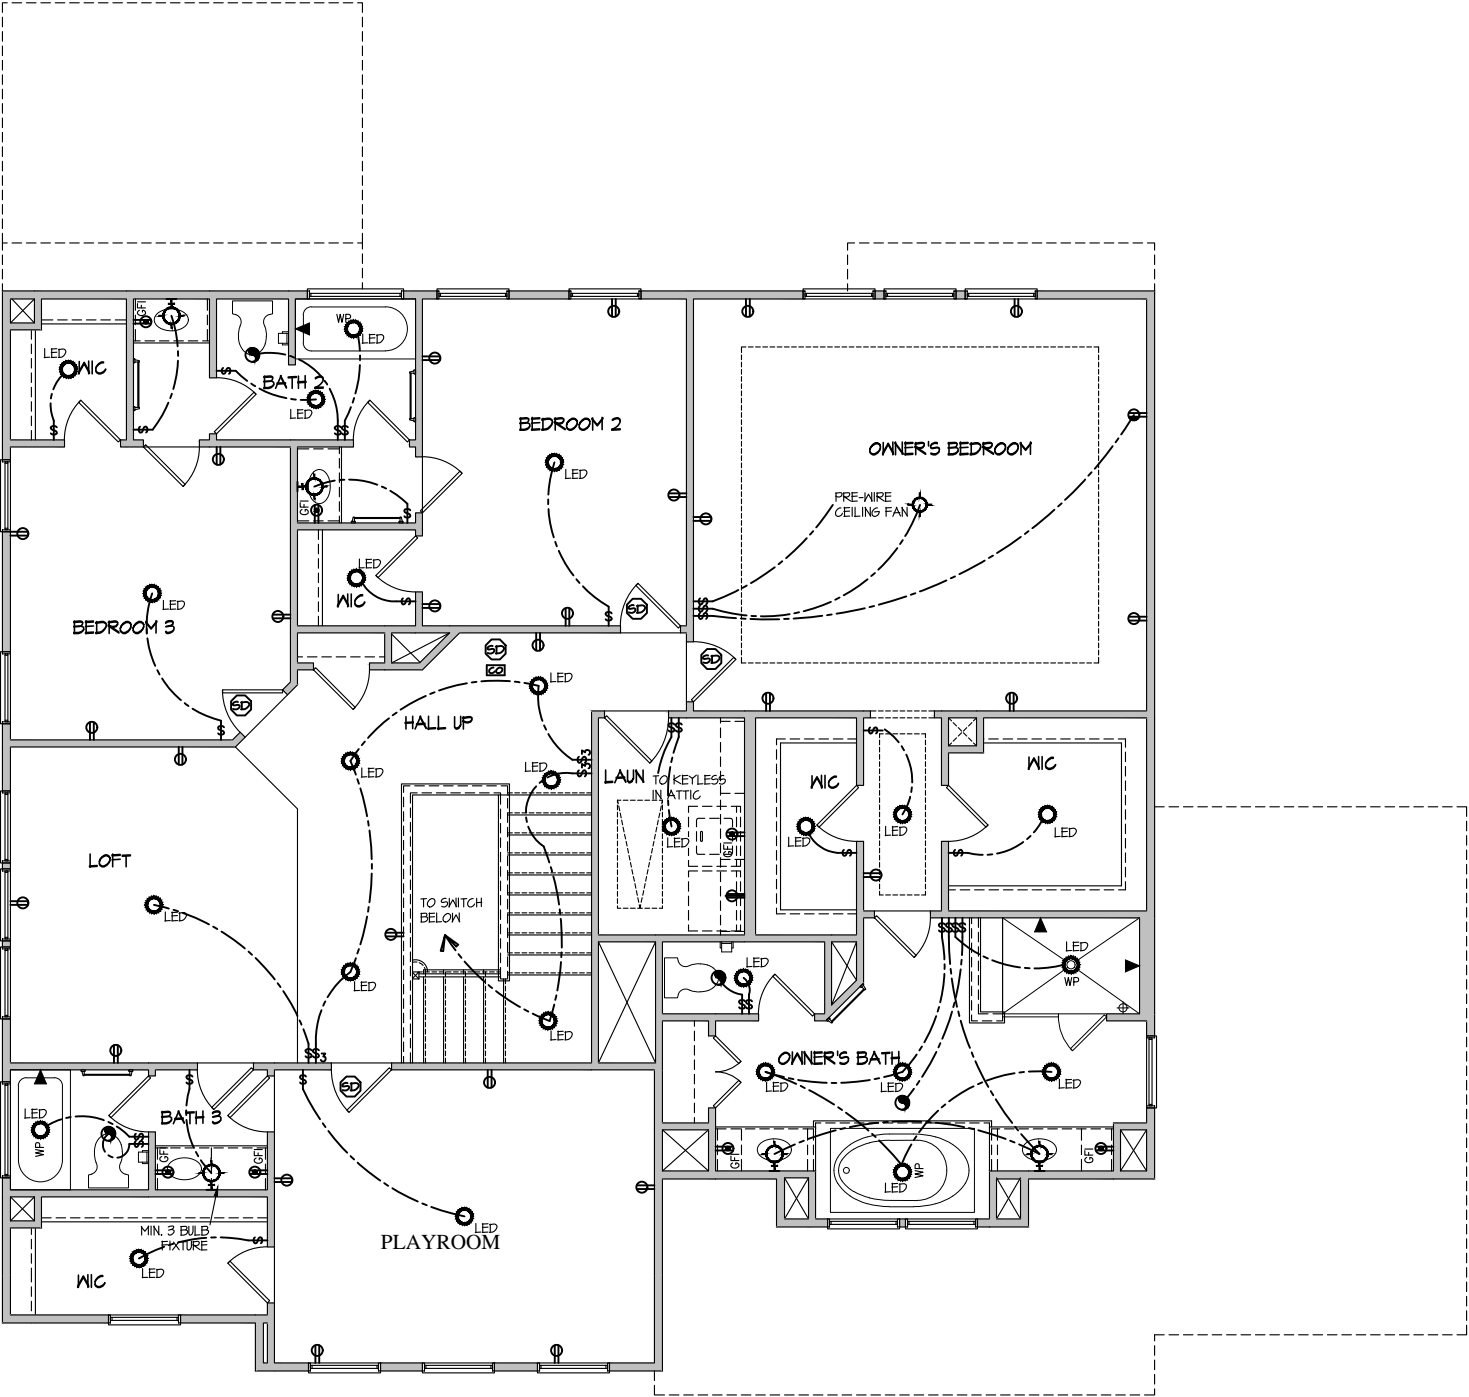 GFI
WP
LED
LED
WIC
BATH 2
LED
BEDROOM 2
LED
OWNER'S BEDROOM
PRE-WIRE
CEILING FAN
GFI
LED
WIC
LED
BEDROOM 3
SD
SD
SD
CO
SD
LED
HALL UP
$3
$3
LED
LED
LAUN
TO KEYLESS
IN ATTIC
LED
GFI
WIC
LED
LED
WIC
LED
LOFT
LED
TO SWITCH
BELOW
LED
LED
$$3
LED
LED
WP
OWNER'S BATH
LED
LED
LED
SD
BATH 3
LED
WP
GFI
GFI
GFI
GFI
WP
LED
MIN. 3 BULB
FIXTURE
LED
WIC
LED
PLAYROOM